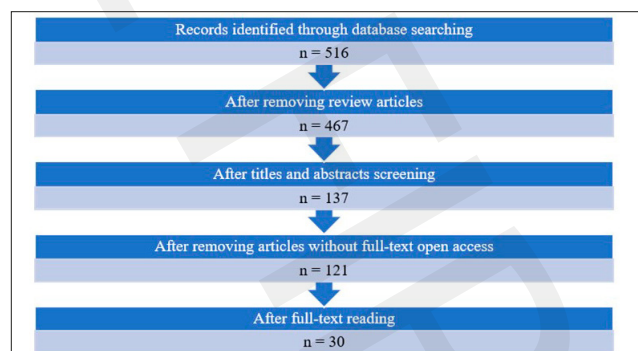 Records identified through database searching
n = 516
After removing review articles
n = 467
After titles and abstracts screening
n = 137
After removing articles without full-text open access
n = 121
After full-text reading
n = 30